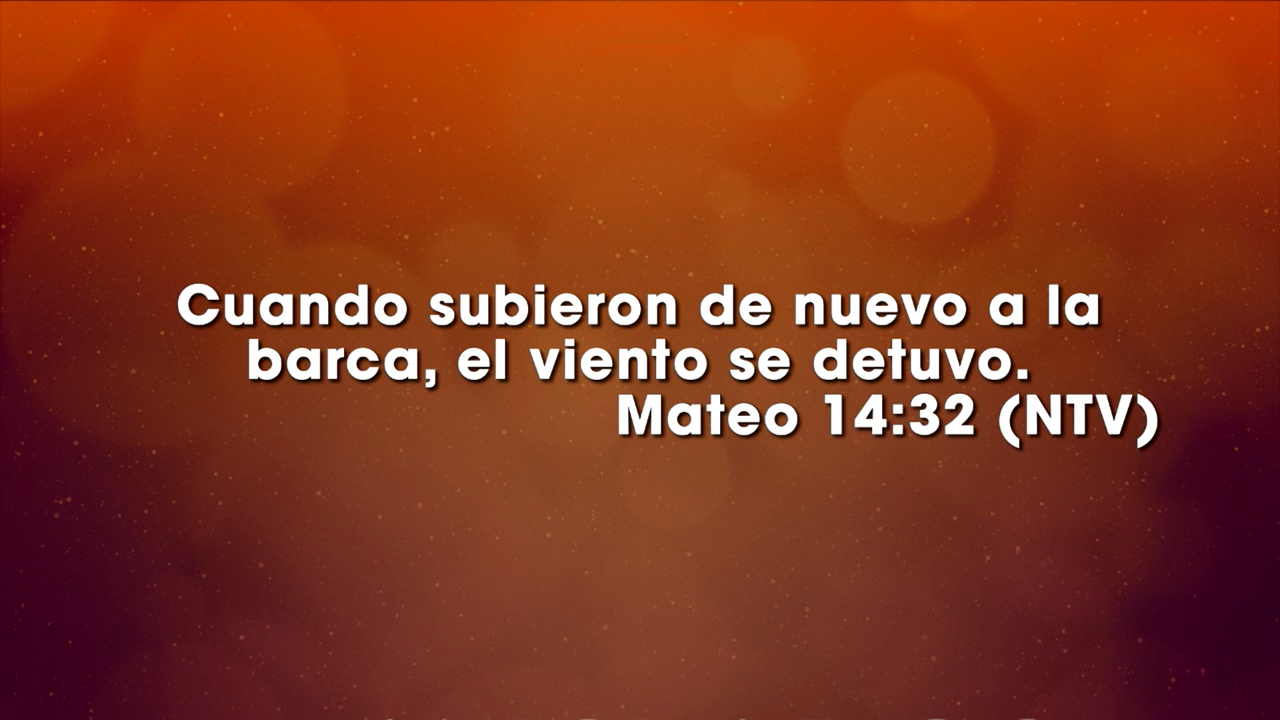 Cuando subieron de nuevo a la
barca, el viento se detuvo.
Mateo 14:32 (NTV)